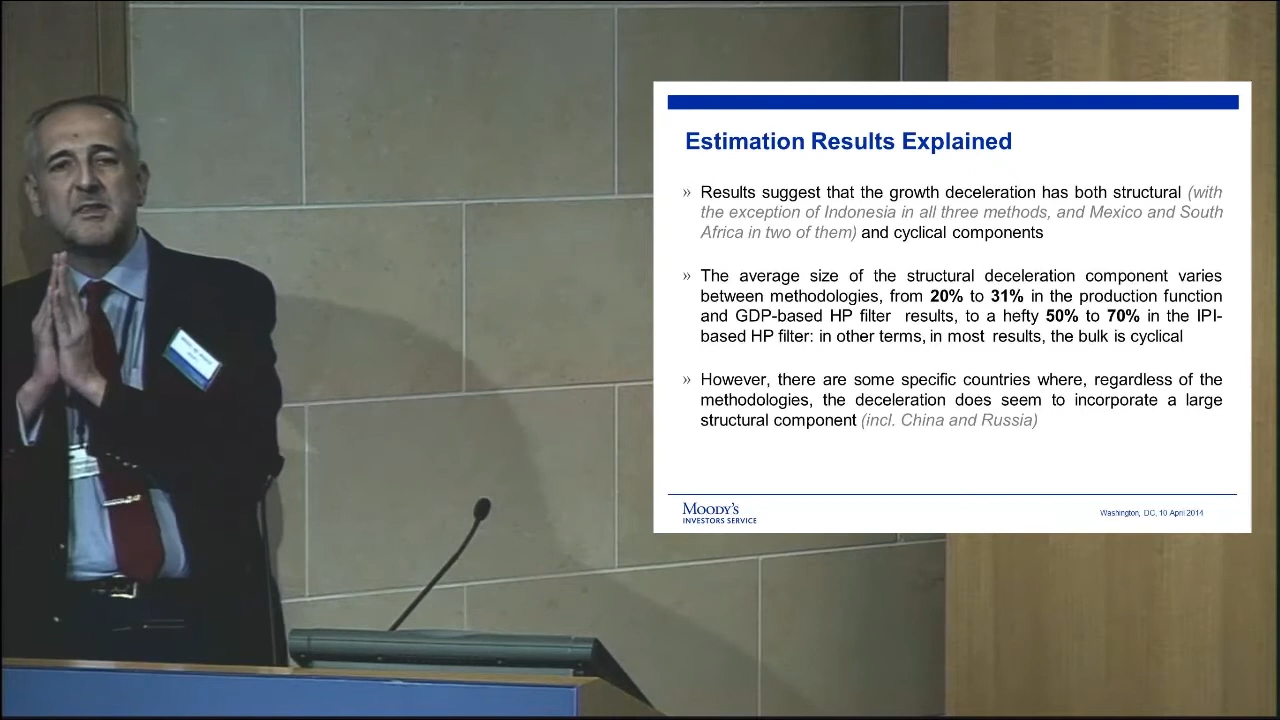 Estimation Results Explained
» Results suggest that the growth deceleration has both structural (with
the exception of Indonesia in all three methods, and Mexico and South
Africa in two of them) and cyclical components
» The average size of the structural deceleration component varies
between methodologies, from 20% to 31% in the production function
and GDP-based HP filter results, to a hefty 50% to 70% in the IPI-
based HP filter: in other terms, in most results, the bulk is cyclical
» However, there are some specific countries where, regardless of the
methodologies, the deceleration does seem to incorporate a large
structural component (incl. China and Russia)
MOODY'S
INVESTORS SERVICE
Washington, DC, 10 April 2014